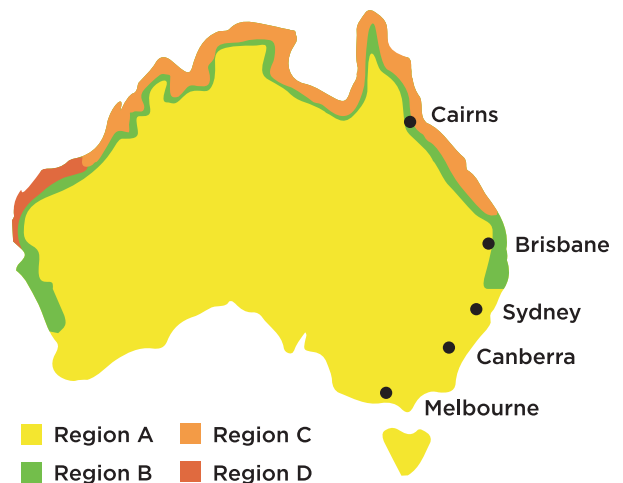 Cairns
Brisbane
Sydney
Canberra
Melbourne
Region A
Region C
Region B
Region D